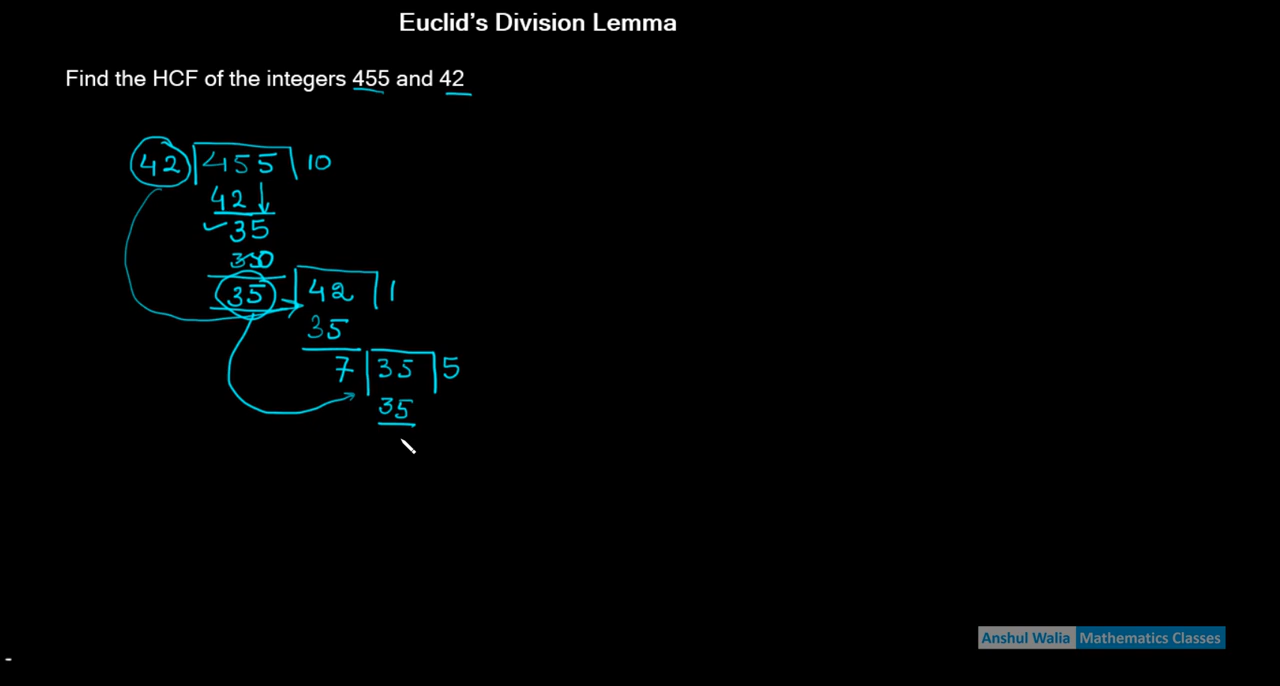 Euclid's Division Lemma
Find the HCF of the integers 455 and 42
42 455 10
42
35
35 42 1
35
7 35 5
35
Anshul Walia Mathematics Classes